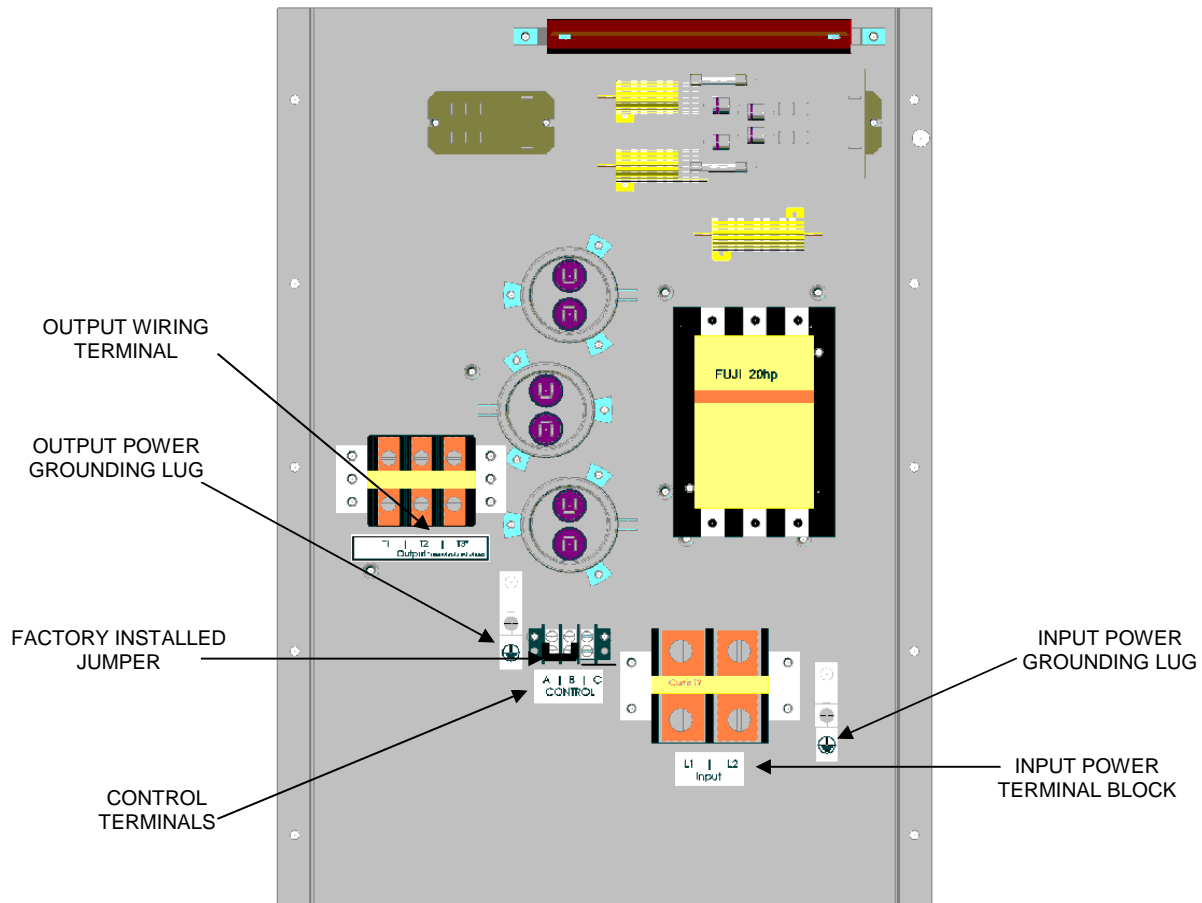 FUJI 20hp
OUTPUT WIRING
TERMINAL
OUTPUT POWER
GROUNDING LUG
T1 | T2 | T3*
Output
FACTORY INSTALLED
JUMPER
A | B | C
CONTROL
INPUT POWER
GROUNDING LUG
L1 | L2
Input
INPUT POWER
TERMINAL BLOCK
CONTROL
TERMINALS